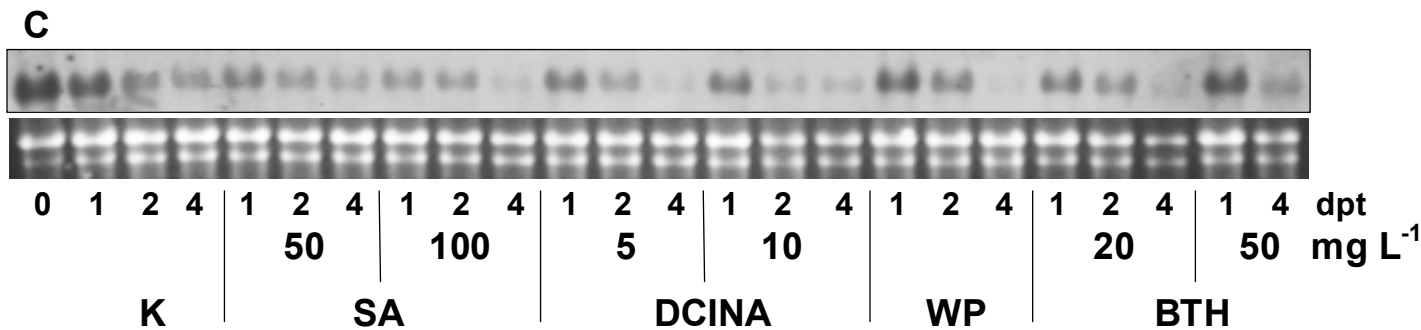 C
0 1 2 4 1 2 4 1 2 4 1 2 4 1 2 4 1 2 4 1 2 4 1 4 dpt
50 100 5 10 20 50 mg L⁻¹
K SA DCINA WP BTH